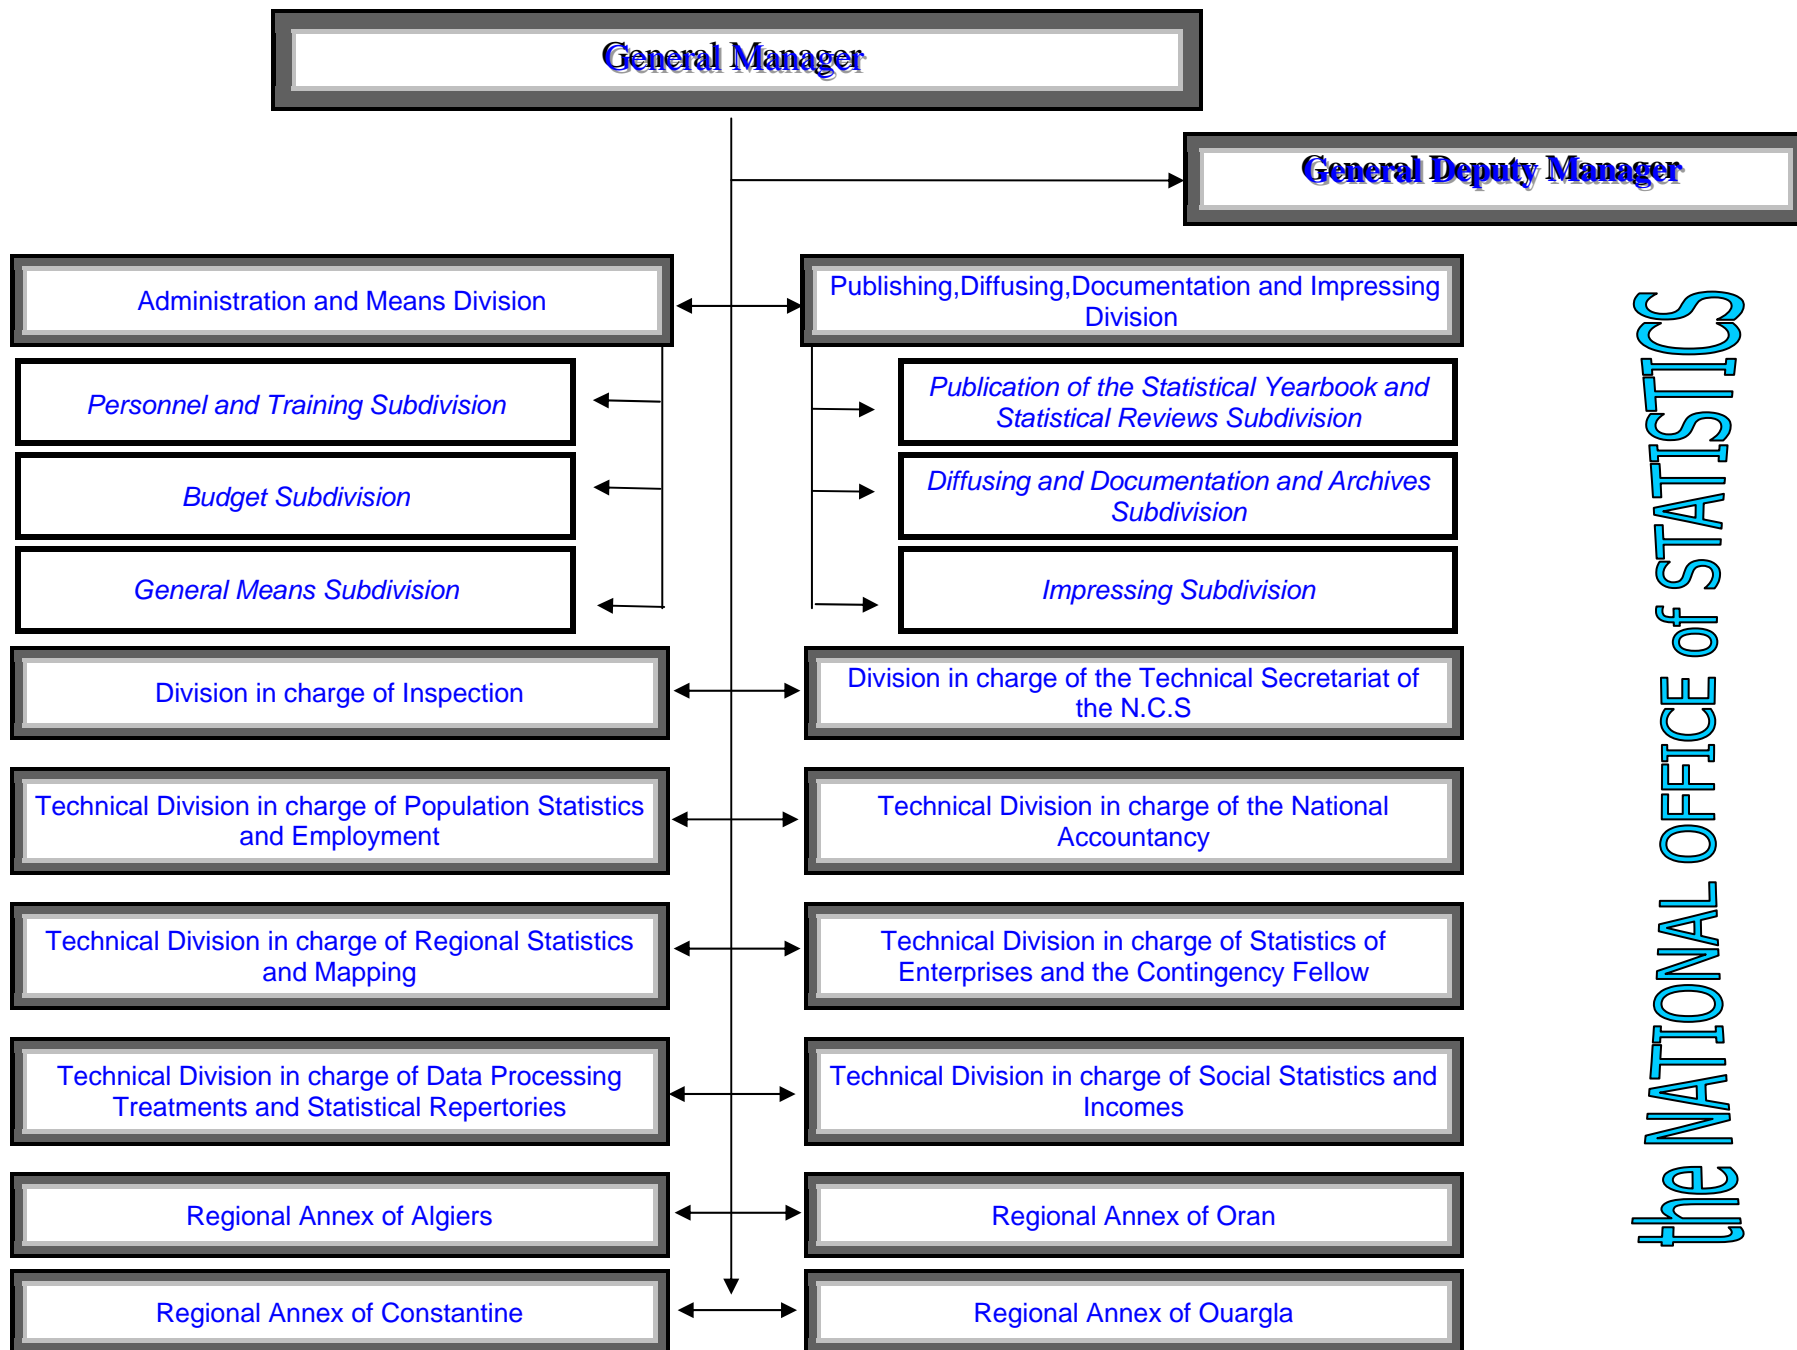 General Manager
General Deputy Manager
Administration and Means Division
Publishing,Diffusing,Documentation and Impressing
Division
Personnel and Training Subdivision
Publication of the Statistical Yearbook and
Statistical Reviews Subdivision
Budget Subdivision
Diffusing and Documentation and Archives
Subdivision
General Means Subdivision
Impressing Subdivision
Division in charge of Inspection
Division in charge of the Technical Secretariat of
the N.C.S
Technical Division in charge of Population Statistics
and Employment
Technical Division in charge of the National
Accountancy
Technical Division in charge of Regional Statistics
and Mapping
Technical Division in charge of Statistics of
Enterprises and the Contingency Fellow
Technical Division in charge of Data Processing
Treatments and Statistical Repertories
Technical Division in charge of Social Statistics and
Incomes
Regional Annex of Algiers
Regional Annex of Oran
Regional Annex of Constantine
Regional Annex of Ouargla
the NATIONAL OFFICE of STATISTICS